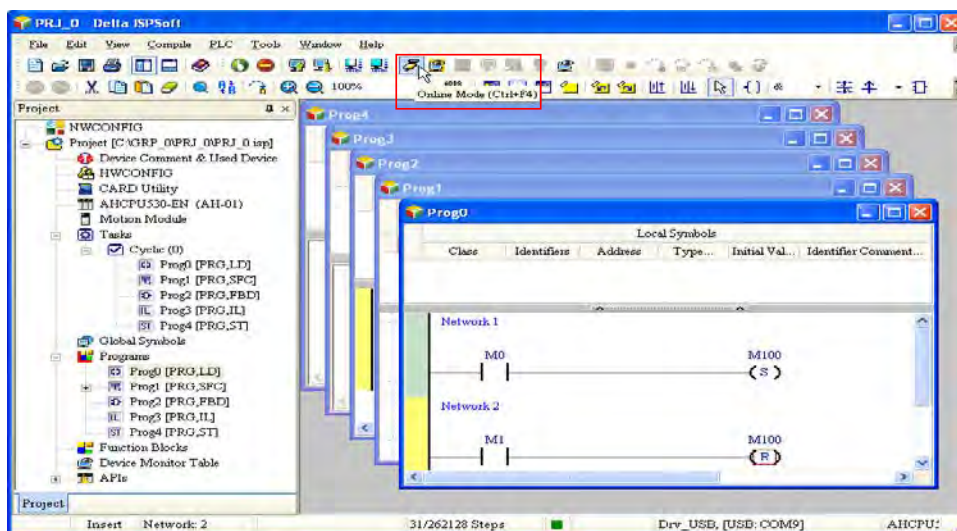 PRJ_0 Delta ISPSoft
File Edit View Compile PLC Tools Window Help
100%
Online Mode (Ctrl+F4)
Project
NWCONFIG
Project [C:\GRP_0\PRJ_0\PRJ_0.isp]
Device Comment & Used Device
HWCONFIG
CARD Utility
AHCPU530-EN (AH-01)
Motion Module
Tasks
Cyclic (0)
Prog0 [PRG,LD]
Prog1 [PRG,SFC]
Prog2 [PRG,FBD]
Prog3 [PRG,IL]
Prog4 [PRG,ST]
Global Symbols
Programs
Prog0 [PRG,LD]
Prog1 [PRG,SFC]
Prog2 [PRG,FBD]
Prog3 [PRG,IL]
Prog4 [PRG,ST]
Function Blocks
Device Monitor Table
APIs
Project
Prog4
Prog3
Prog2
Prog1
Prog0
Local Symbols
Class Identifiers Address Type... Initial Val... Identifier Comment...
Network 1
M0 M100
S
Network 2
M1 M100
R
Insert Network: 2 31/262128 Steps Drv_USB, [USB: COM9] AHCPU: